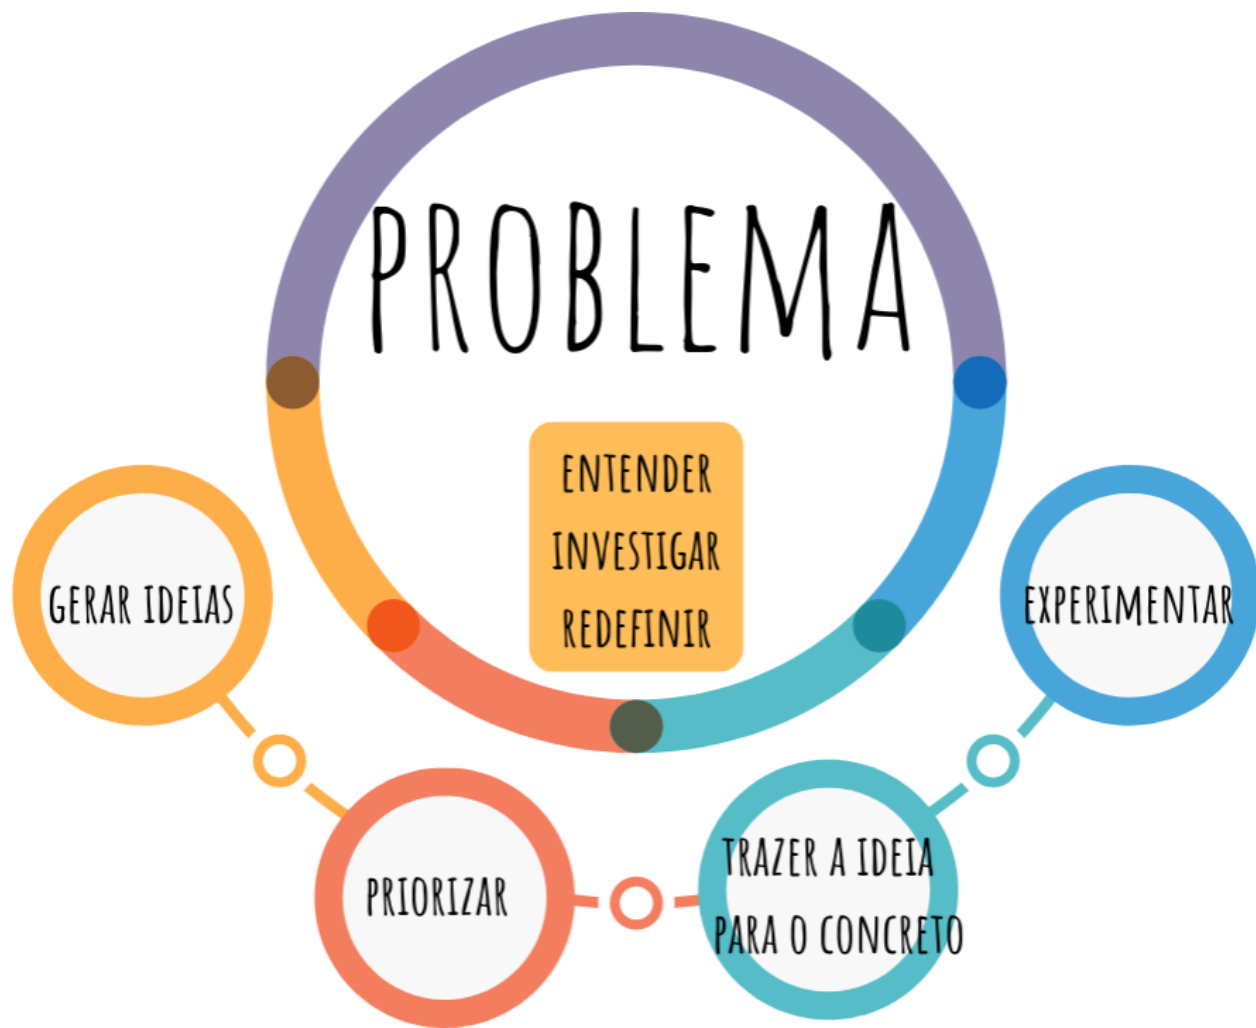 PROBLEMA
ENTENDER
INVESTIGAR
REDEFINIR
GERAR IDEIAS
PRIORIZAR
TRAZER A IDEIA
PARA O CONCRETO
EXPERIMENTAR